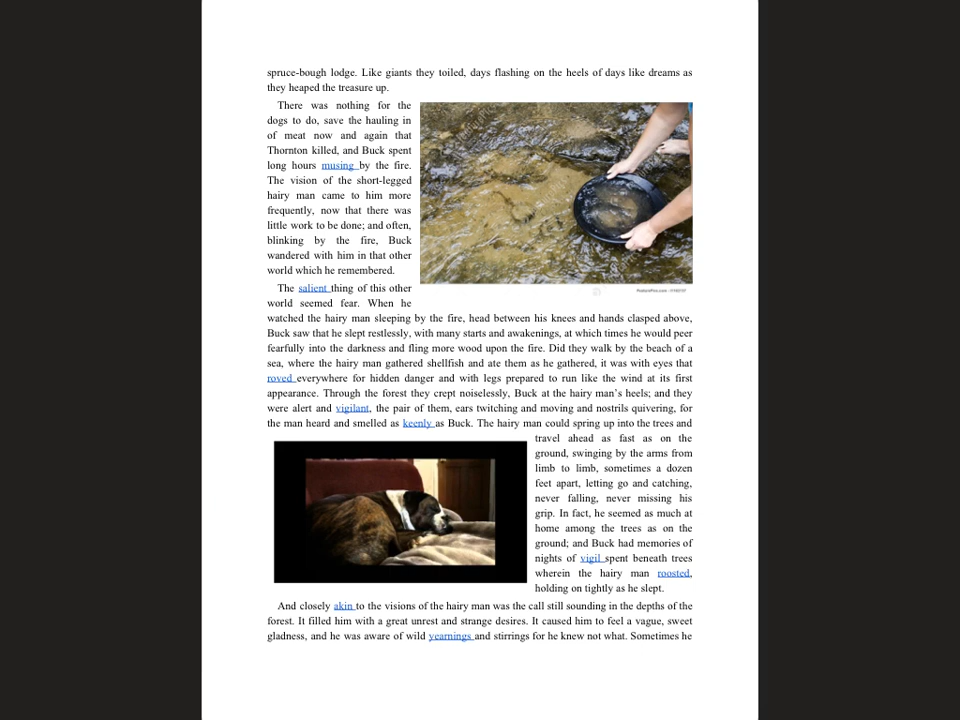 spruce-bough lodge. Like giants they toiled, days flashing on the heels of days like dreams as
they heaped the treasure up.
There was nothing for the
dogs to do, save the hauling in
of meat now and again that
Thornton killed, and Buck spent
long hours musing by the fire.
The vision of the short-legged
hairy man came to him more
frequently, now that there was
little work to be done; and often,
blinking by the fire, Buck
wandered with him in that other
world which he remembered.
The salient thing of this other
world seemed fear. When he
watched the hairy man sleeping by the fire, head between his knees and hands clasped above,
Buck saw that he slept restlessly, with many starts and awakenings, at which times he would peer
fearfully into the darkness and fling more wood upon the fire. Did they walk by the beach of a
sea, where the hairy man gathered shellfish and ate them as he gathered, it was with eyes that
roved everywhere for hidden danger and with legs prepared to run like the wind at its first
appearance. Through the forest they crept noiselessly, Buck at the hairy man's heels; and they
were alert and vigilant, the pair of them, ears twitching and moving and nostrils quivering, for
the man heard and smelled as keenly as Buck. The hairy man could spring up into the trees and
travel ahead as fast as on the
ground, swinging by the arms from
limb to limb, sometimes a dozen
feet apart, letting go and catching,
never falling, never missing his
grip. In fact, he seemed as much at
home among the trees as on the
ground; and Buck had memories of
nights of vigil spent beneath trees
wherein the hairy man roosted,
holding on tightly as he slept.
And closely akin to the visions of the hairy man was the call still sounding in the depths of the
forest. It filled him with a great unrest and strange desires. It caused him to feel a vague, sweet
gladness, and he was aware of wild yearnings and stirrings for he knew not what. Sometimes he